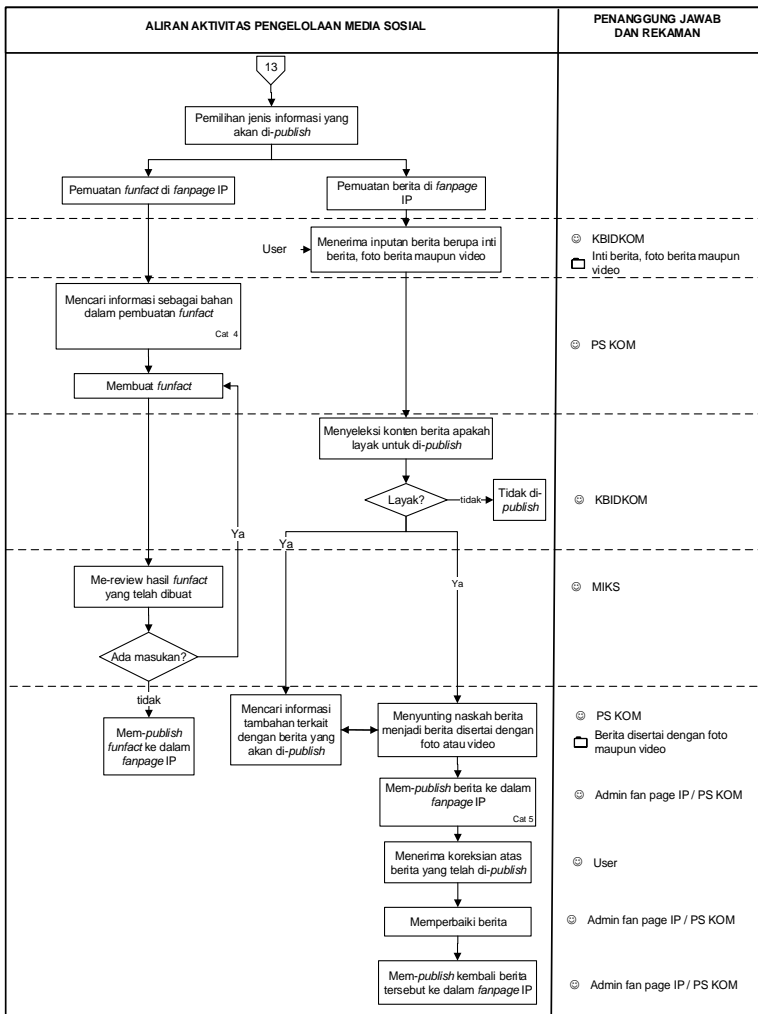 ALIRAN AKTIVITAS PENGELOLAAN MEDIA SOSIAL
PENANGGUNG JAWAB
DAN REKAMAN
13
Pemilihan jenis informasi yang
akan di-publish
Pemuatan funfact di fanpage IP
Pemuatan berita di fanpage
IP
User
Menerima inputan berita berupa inti
berita, foto berita maupun video
KBIDKOM
Inti berita, foto berita maupun
video
Mencari informasi sebagai bahan
dalam pembuatan funfact
Cat 4
PS KOM
Membuat funfact
Menyeleksi konten berita apakah
layak untuk di-publish
Layak?
tidak
Tidak di-
publish
KBIDKOM
Ya
Ya
Ya
Me-review hasil funfact
yang telah dibuat
MIKS
Ada masukan?
tidak
Mem-publish
funfact ke dalam
fanpage IP
Mencari informasi
tambahan terkait
dengan berita yang
akan di-publish
Menyunting naskah berita
menjadi berita disertai dengan
foto atau video
PS KOM
Berita disertai dengan foto
maupun video
Mem-publish berita ke dalam
fanpage IP
Cat 5
Admin fan page IP / PS KOM
Menerima koreksian atas
berita yang telah di-publish
User
Memperbaiki berita
Admin fan page IP / PS KOM
Mem-publish kembali berita
tersebut ke dalam fanpage IP
Admin fan page IP / PS KOM